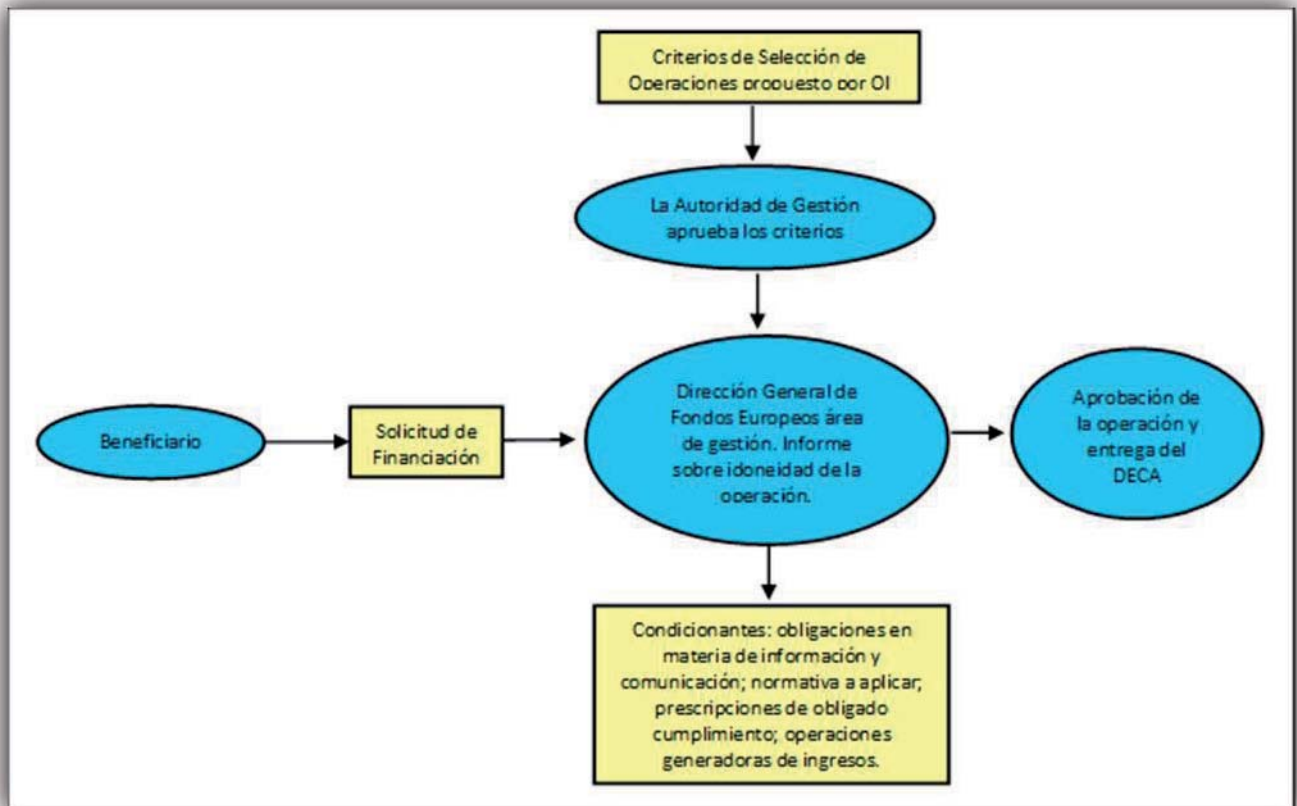 Criterios de Selección de
Operaciones propuesto por OI
La Autoridad de Gestión
aprueba los criterios
Beneficiario
Solicitud de
Financiación
Dirección General de
Fondos Europeos área
de gestión. Informe
sobre idoneidad de la
operación.
Aprobación de
la operación y
entrega del
DECA
Condicionantes: obligaciones en
materia de información y
comunicación; normativa a aplicar;
prescripciones de obligado
cumplimiento; operaciones
generadoras de ingresos.